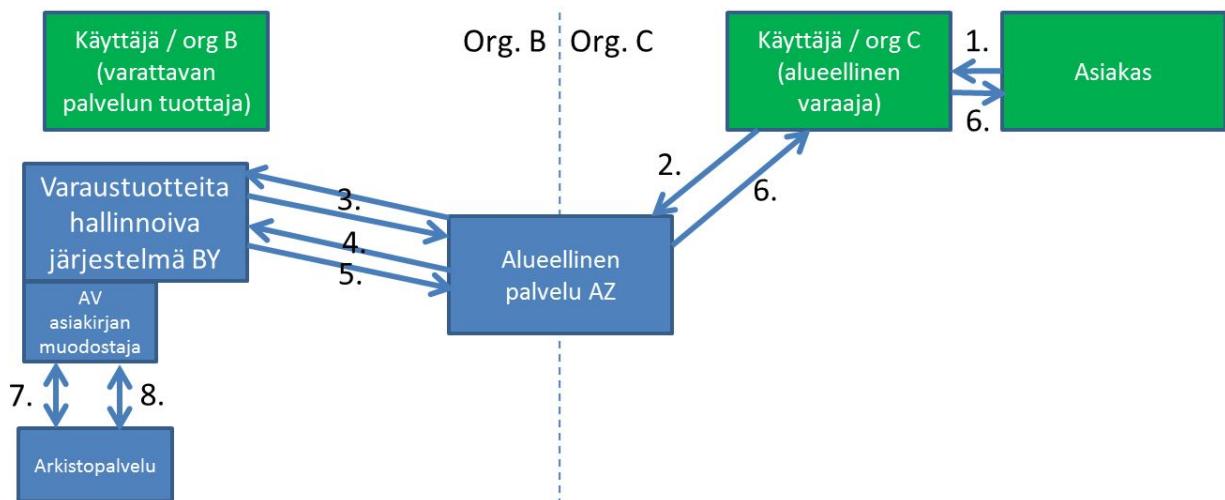 Käyttäjä / org B
(varattavan
palvelun tuottaja)
Org. B
Org. C
Käyttäjä / org C
(alueellinen
varaaja)
1.
6.
Asiakas
2.
6.
Varaustuotteita
hallinnoiva
järjestelmä BY
3.
4.
5.
Alueellinen
palvelu AZ
AV
asiakirjan
muodostaja
7.
8.
Arkistopalvelu